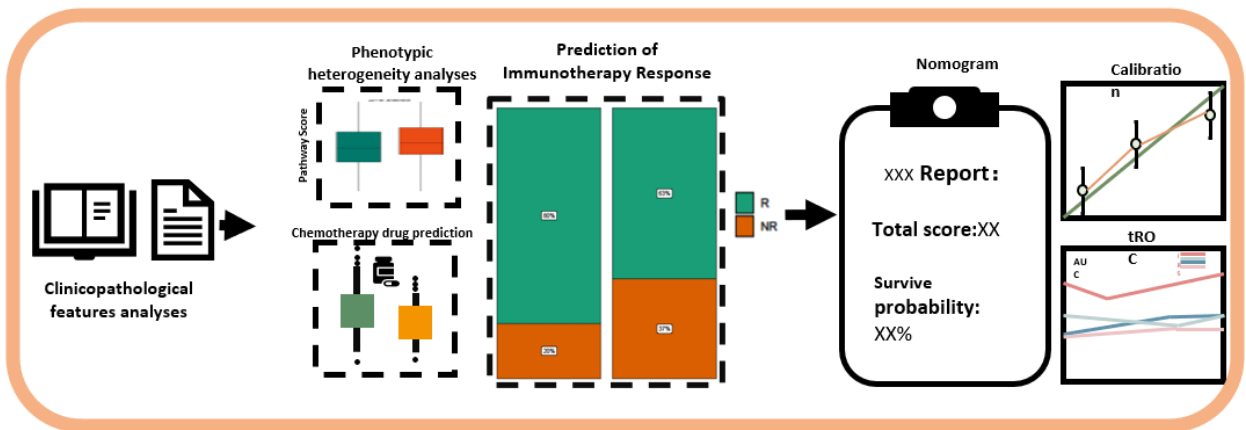 Phenotypic
heterogeneity analyses
Pathway Score
Chemotherapy drug prediction
Clinicopathological
features analyses
Prediction of
Immunotherapy Response
80%
20%
63%
37%
R
NR
Nomogram
xxx Report：
Total score:XX
Survive
probability:
XX%
Calibratio
n
tRO
C
AU
C